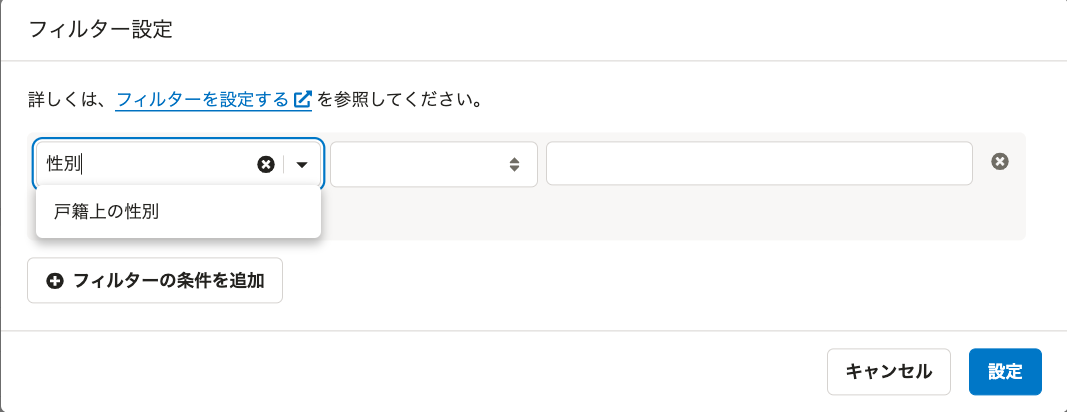 フィルター設定
詳しくは、フィルターを設定する を参照してください。
性別
戸籍上の性別
フィルターの条件を追加
キャンセル
設定